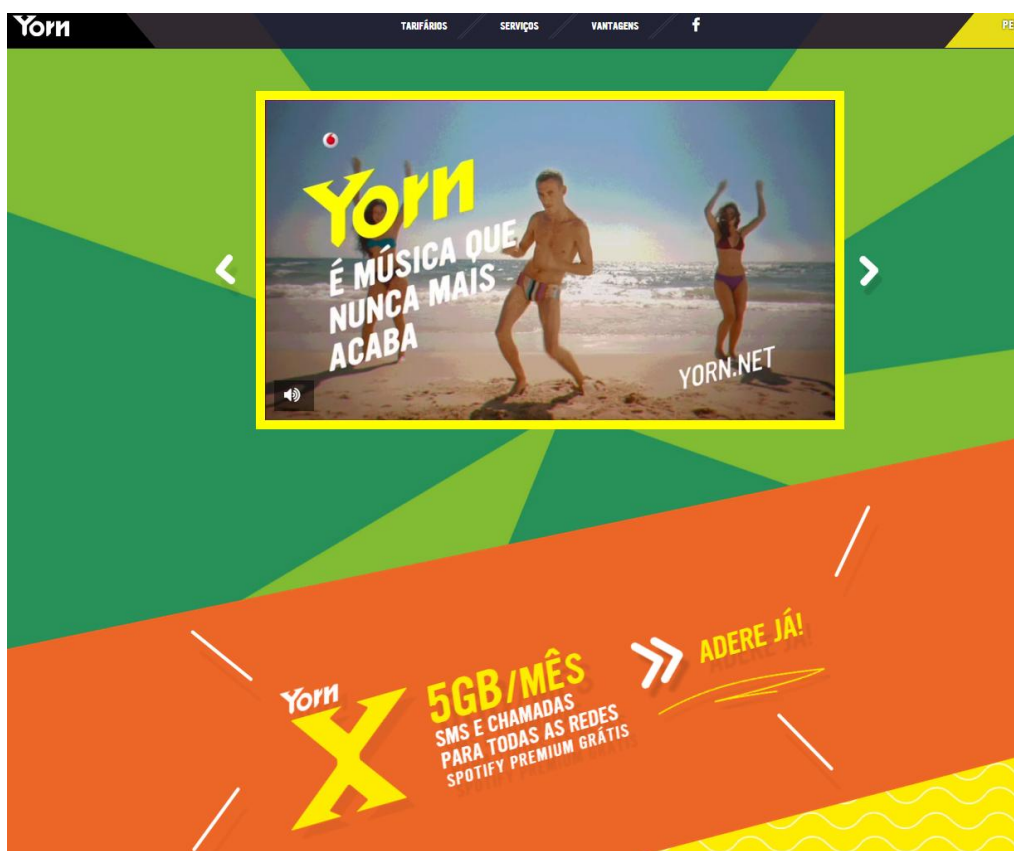 Yorn
TARIFÁRIOS SERVIÇOS VANTAGENS f
PE
Yorn
É MÚSICA QUE
NUNCA MAIS
ACABA
YORN.NET
Yorn
X
5GB/MÊS
SMS E CHAMADAS
PARA TODAS AS REDES
SPOTIFY PREMIUM GRÁTIS
ADERE JÁ!